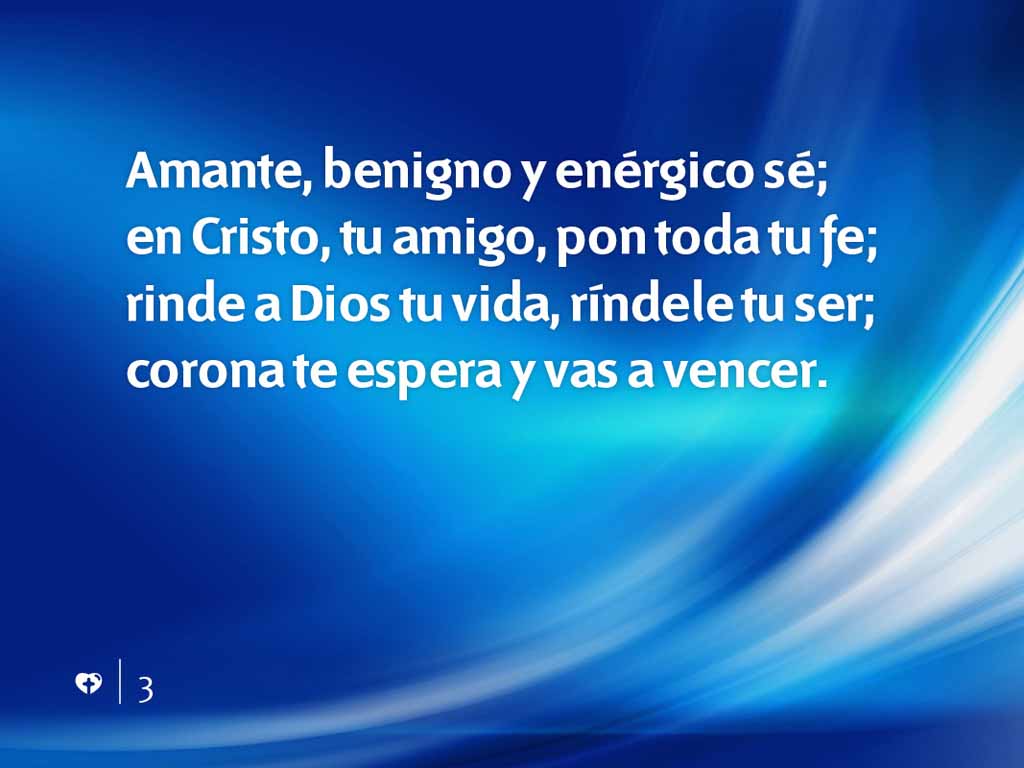 Amante, benigno y enérgico sé;
en Cristo, tu amigo, pon toda tu fe;
rinde a Dios tu vida, ríndele tu ser;
corona te espera y vas a vencer.
3